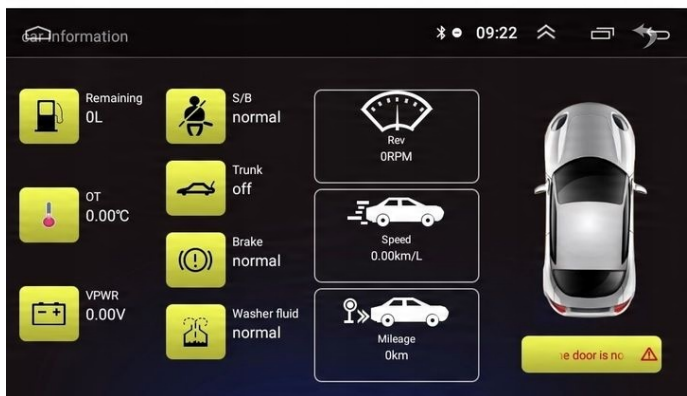 car Information
09:22
Remaining
0L
OT
0.00°C
VPWR
0.00V
S/B
normal
Trunk
off
Brake
normal
Washer fluid
normal
Rev
0RPM
Speed
0.00km/L
Mileage
0km
door is